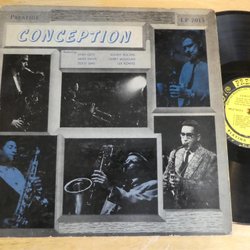 PRESTIGE LP 7013
CONCEPTION
STAN GETZ SONNY ROLLINS
MILES DAVIS GERRY MULLIGAN
ZOOT SIMS LEE KONITZ